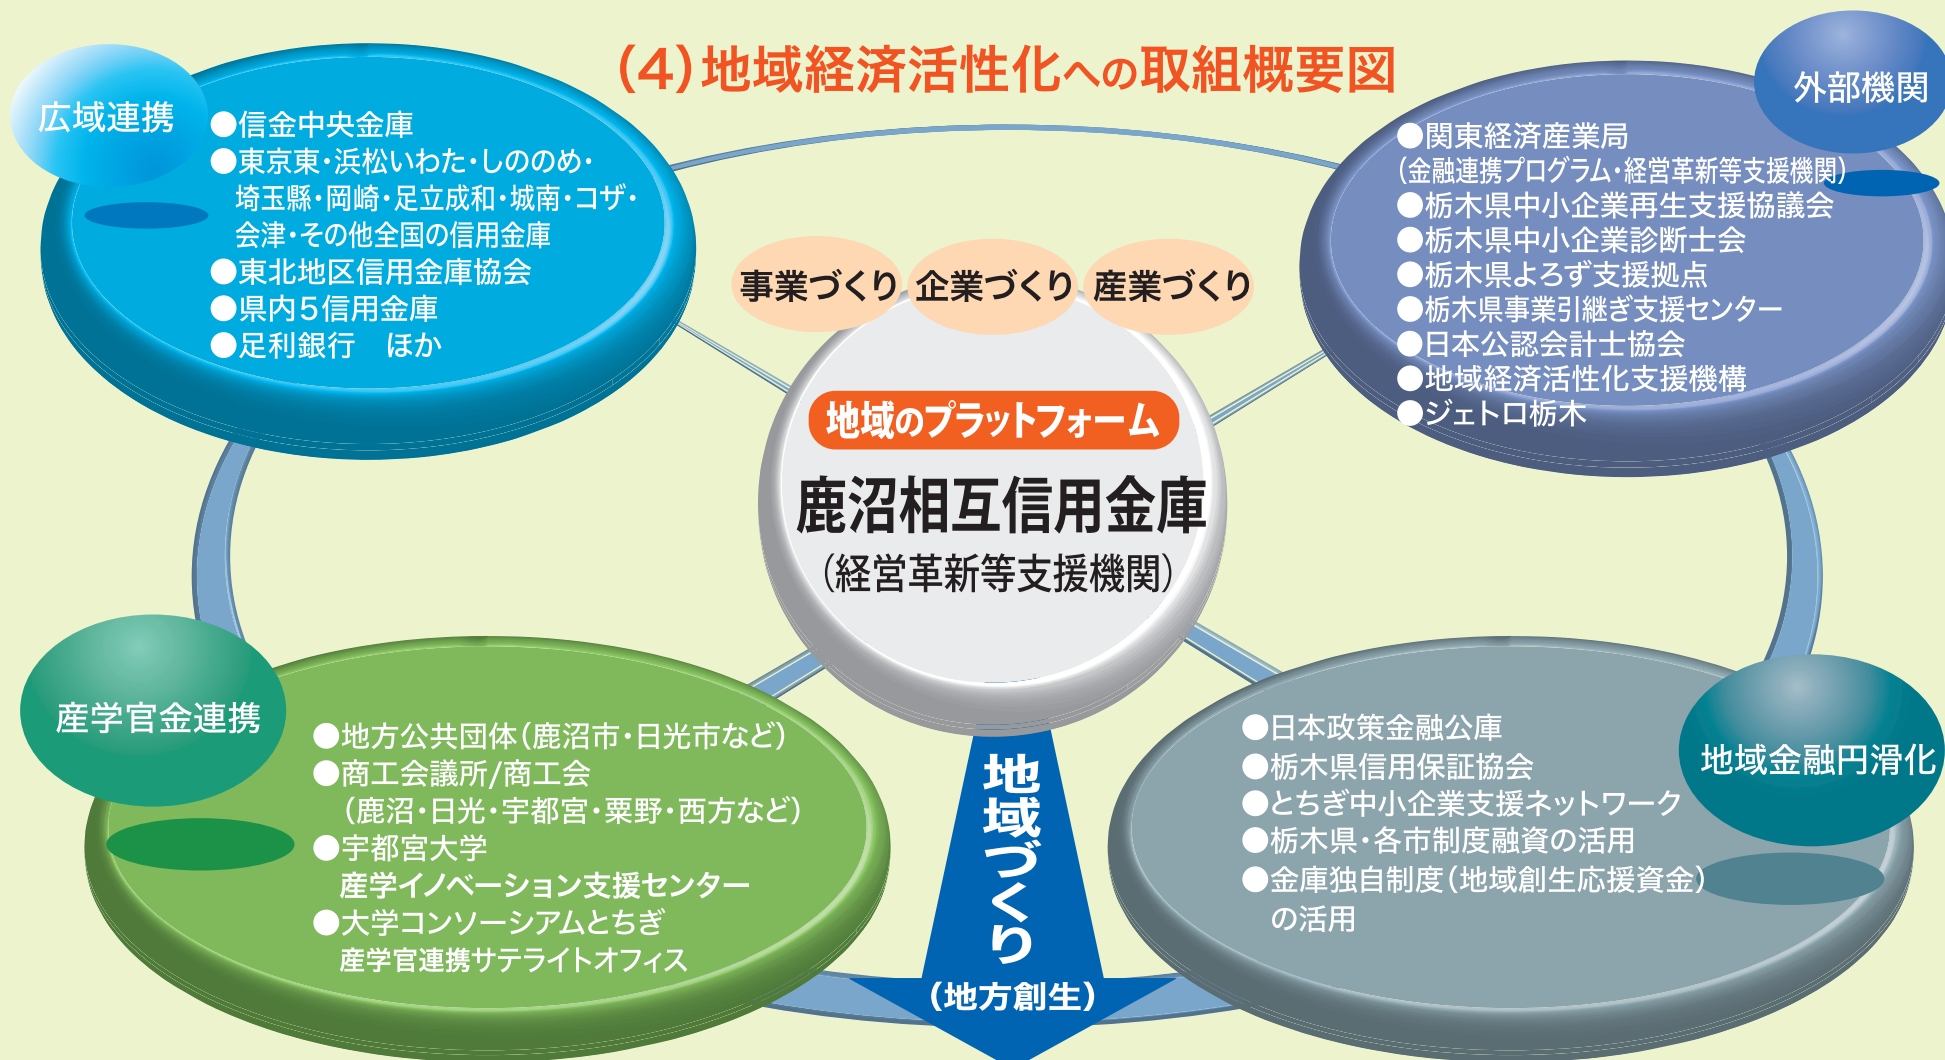 (4)地域経済活性化への取組概要図
広域連携
●信金中央金庫
●東京東・浜松いわた・しののめ・
埼玉縣・岡崎・足立成和・城南・コザ・
会津・その他全国の信用金庫
●東北地区信用金庫協会
●県内5信用金庫
●足利銀行　ほか
外部機関
●関東経済産業局
(金融連携プログラム・経営革新等支援機関)
●栃木県中小企業再生支援協議会
●栃木県中小企業診断士会
●栃木県よろず支援拠点
●栃木県事業引継ぎ支援センター
●日本公認会計士協会
●地域経済活性化支援機構
●ジェトロ栃木
事業づくり
企業づくり
産業づくり
地域のプラットフォーム
鹿沼相互信用金庫
(経営革新等支援機関)
産学官金連携
●地方公共団体(鹿沼市・日光市など)
●商工会議所/商工会
(鹿沼・日光・宇都宮・粟野・西方など)
●宇都宮大学
産学イノベーション支援センター
●大学コンソーシアムとちぎ
産学官連携サテライトオフィス
地域づくり
(地方創生)
地域金融円滑化
●日本政策金融公庫
●栃木県信用保証協会
●とちぎ中小企業支援ネットワーク
●栃木県・各市制度融資の活用
●金庫独自制度(地域創生応援資金)
の活用